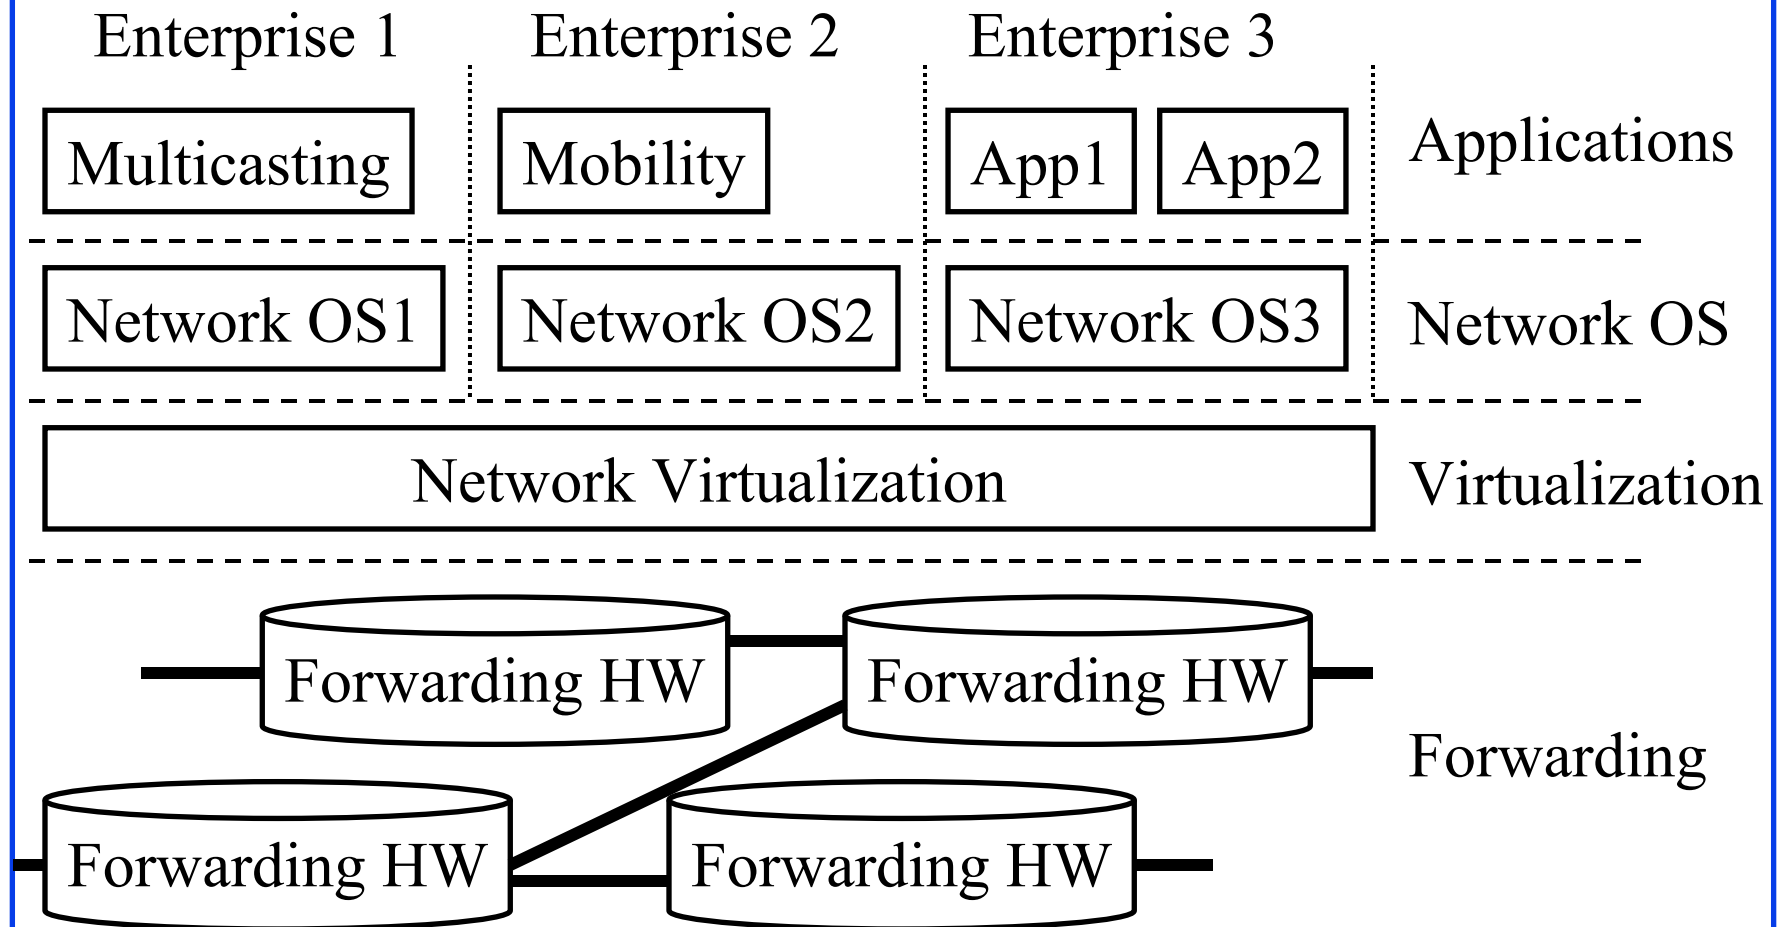 Enterprise 1 Enterprise 2 Enterprise 3
Multicasting Mobility App1 App2 Applications
Network OS1 Network OS2 Network OS3 Network OS
Network Virtualization Virtualization
Forwarding HW Forwarding HW
Forwarding
Forwarding HW Forwarding HW